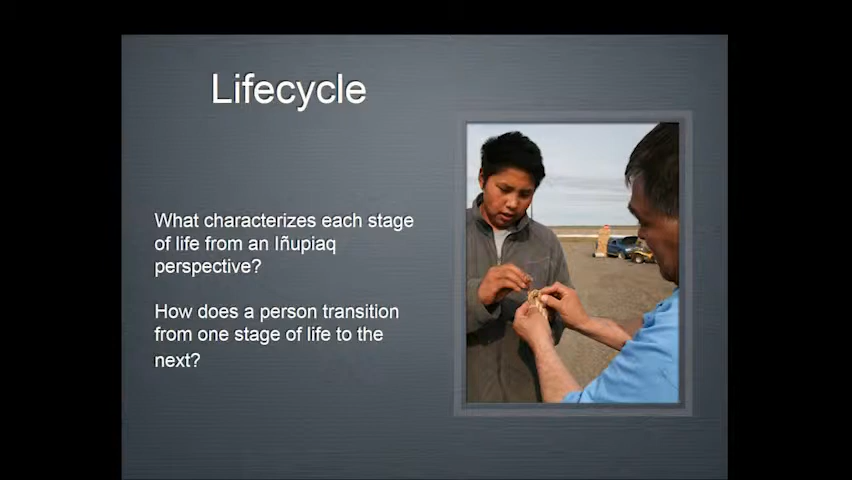 Lifecycle
What characterizes each stage
of life from an Iñupiaq
perspective?
How does a person transition
from one stage of life to the
next?